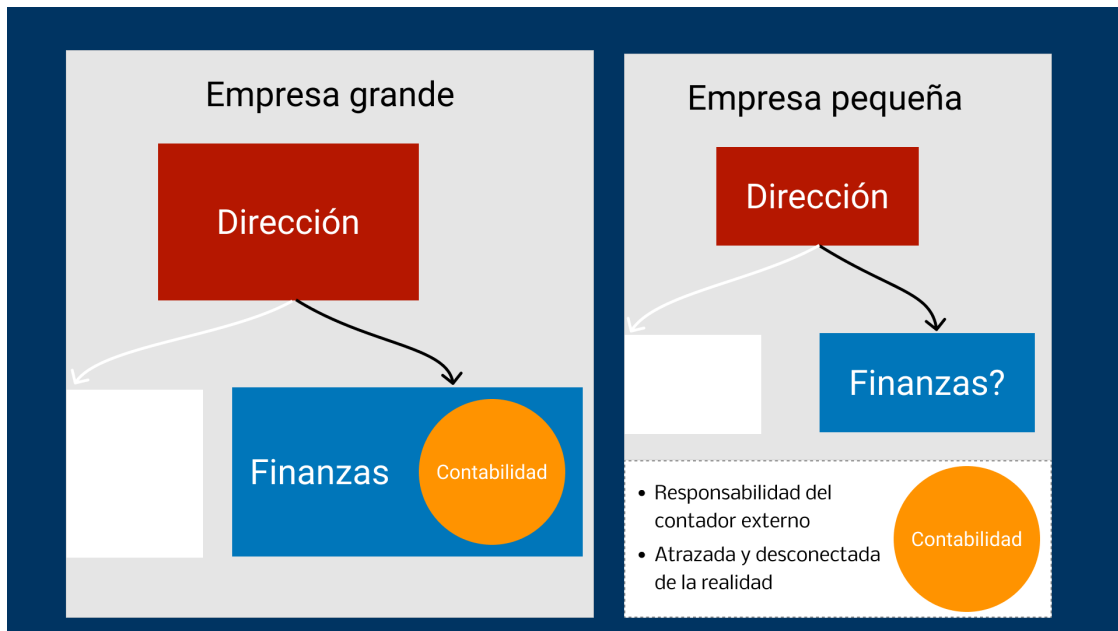 Empresa grande
Dirección
Finanzas
Contabilidad
Empresa pequeña
Dirección
Finanzas?
• Responsabilidad del
contador externo
• Atrazada y desconectada
de la realidad
Contabilidad